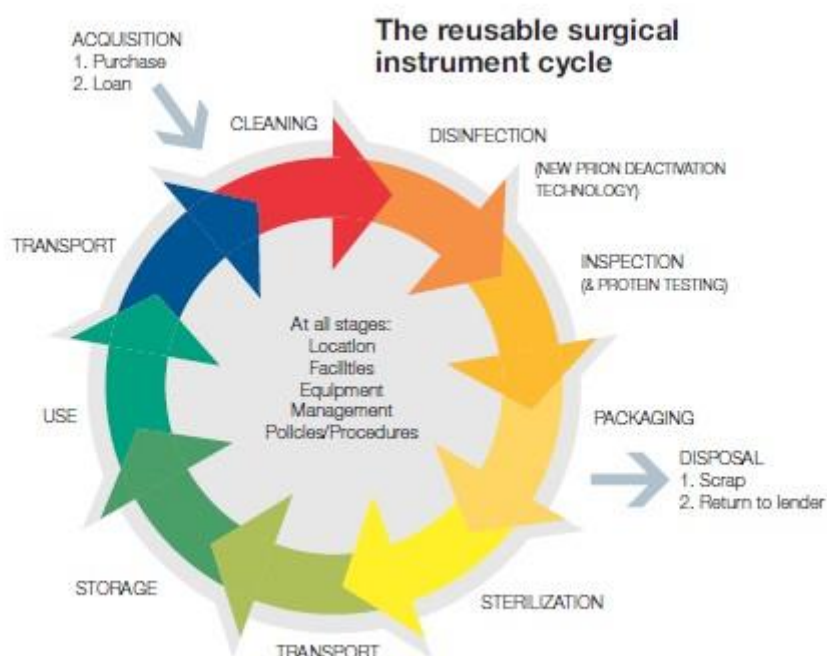 The reusable surgical
instrument cycle
ACQUISITION
1. Purchase
2. Loan
CLEANING
DISINFECTION
(NEW PRION DEACTIVATION
TECHNOLOGY)
INSPECTION
(& PROTEIN TESTING)
PACKAGING
DISPOSAL
1. Scrap
2. Return to lender
STERILIZATION
TRANSPORT
STORAGE
USE
TRANSPORT
At all stages:
Location
Facilities
Equipment
Management
Policies/Procedures